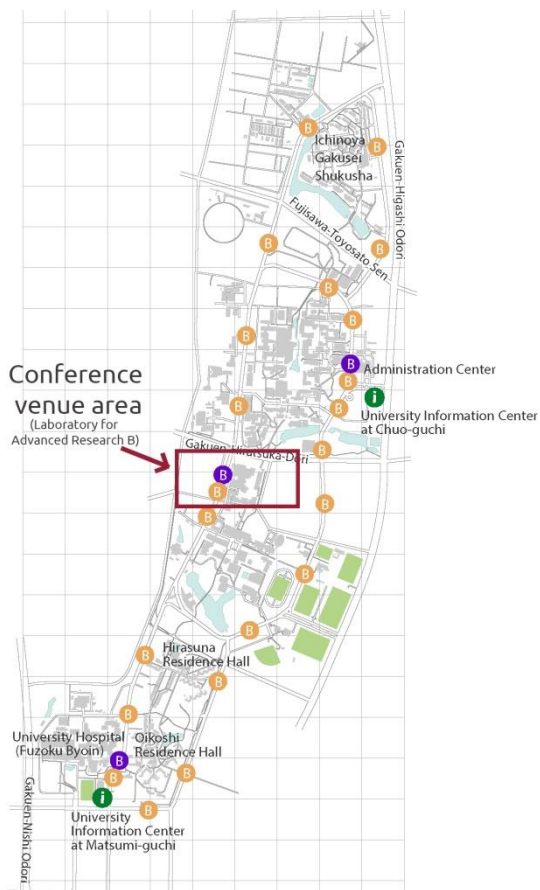 B
B
Ichinoya
Gakusei
Shukusha
Gakuen-Higashi Odori
Fujisawa-Toyosato Sen
B
B
B
B
B
B
Administration Center
B
i
B
B
University Information Center
at Chuo-guchi
Conference
venue area
(Laboratory for
Advanced Research B)
Gakuen-Hiratsuka-Dori
B
B
B
B
B
B
B
Hirasuna
Residence Hall
B
B
B
University Hospital
(Fuzoku Byoin)
Oikoshi
Residence Hall
B
B
B
i
B
University
Information Center
at Matsumi-guchi
Gakuen-Nishi Odori